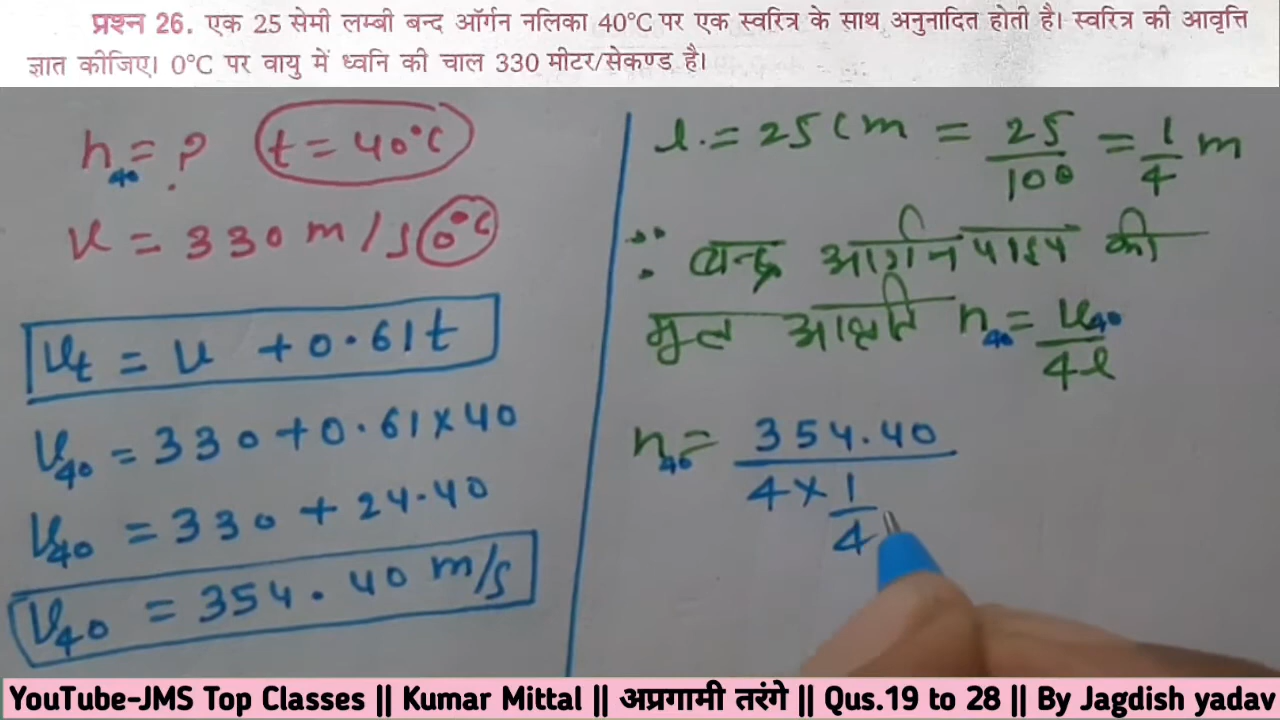 प्रश्न 26. एक 25 सेमी लम्बी बन्द ऑर्गन नलिका 40°C पर एक स्वरित्र के साथ अनुनादित होती है। स्वरित्र की आवृत्ति
ज्ञात कीजिए। 0°C पर वायु में ध्वनि की चाल 330 मीटर/सेकण्ड है।
n₄₀ = ? t = 40°C
v = 330 m/s 0°C
vₜ = v + 0.61t
v₄₀ = 330 + 0.61 × 40
v₄₀ = 330 + 24.40
v₄₀ = 354.40 m/s
l = 25 cm = 25/100 = 1/4 m
∵ बन्द आर्गन पाइप की
मूल आवृत्ति n₄₀ = v₄₀/4l
n₄₀ = 354.40/4 × 1/4
YouTube-JMS Top Classes || Kumar Mittal || अप्रगामी तरंगे || Qus.19 to 28 || By Jagdish yadav